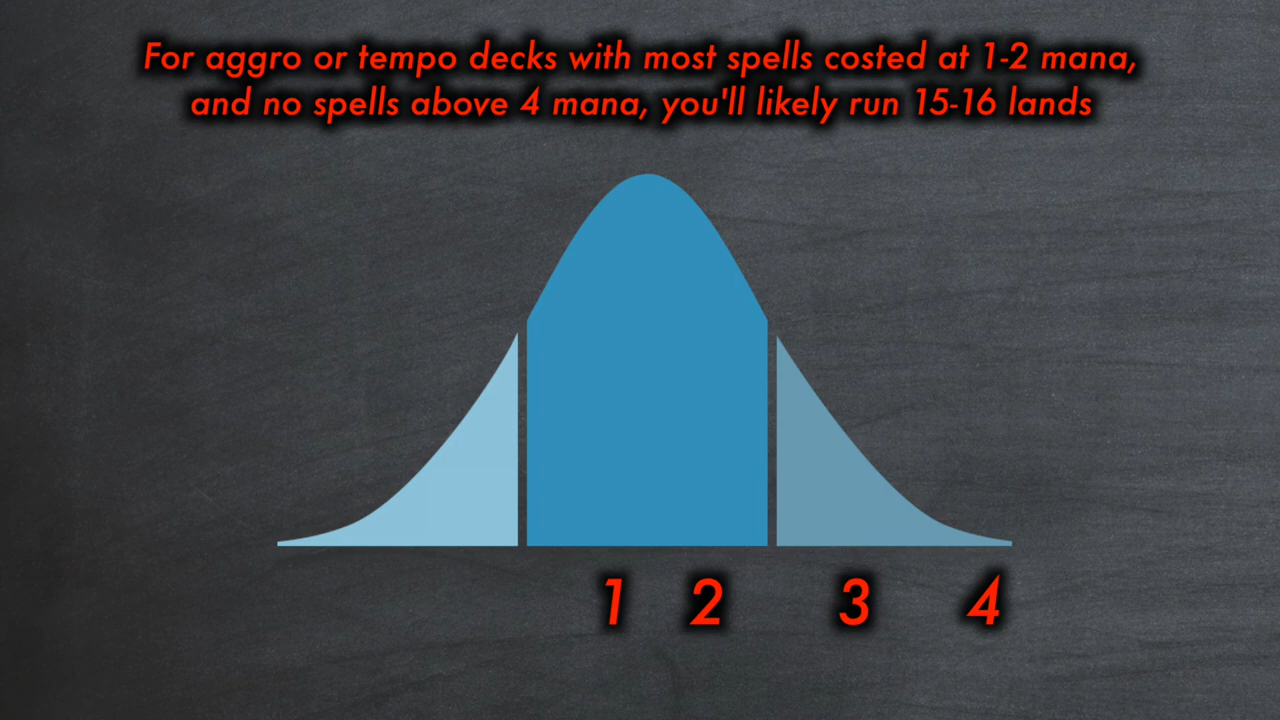 For aggro or tempo decks with most spells costed at 1-2 mana,
and no spells above 4 mana, you'll likely run 15-16 lands
1 2 3 4